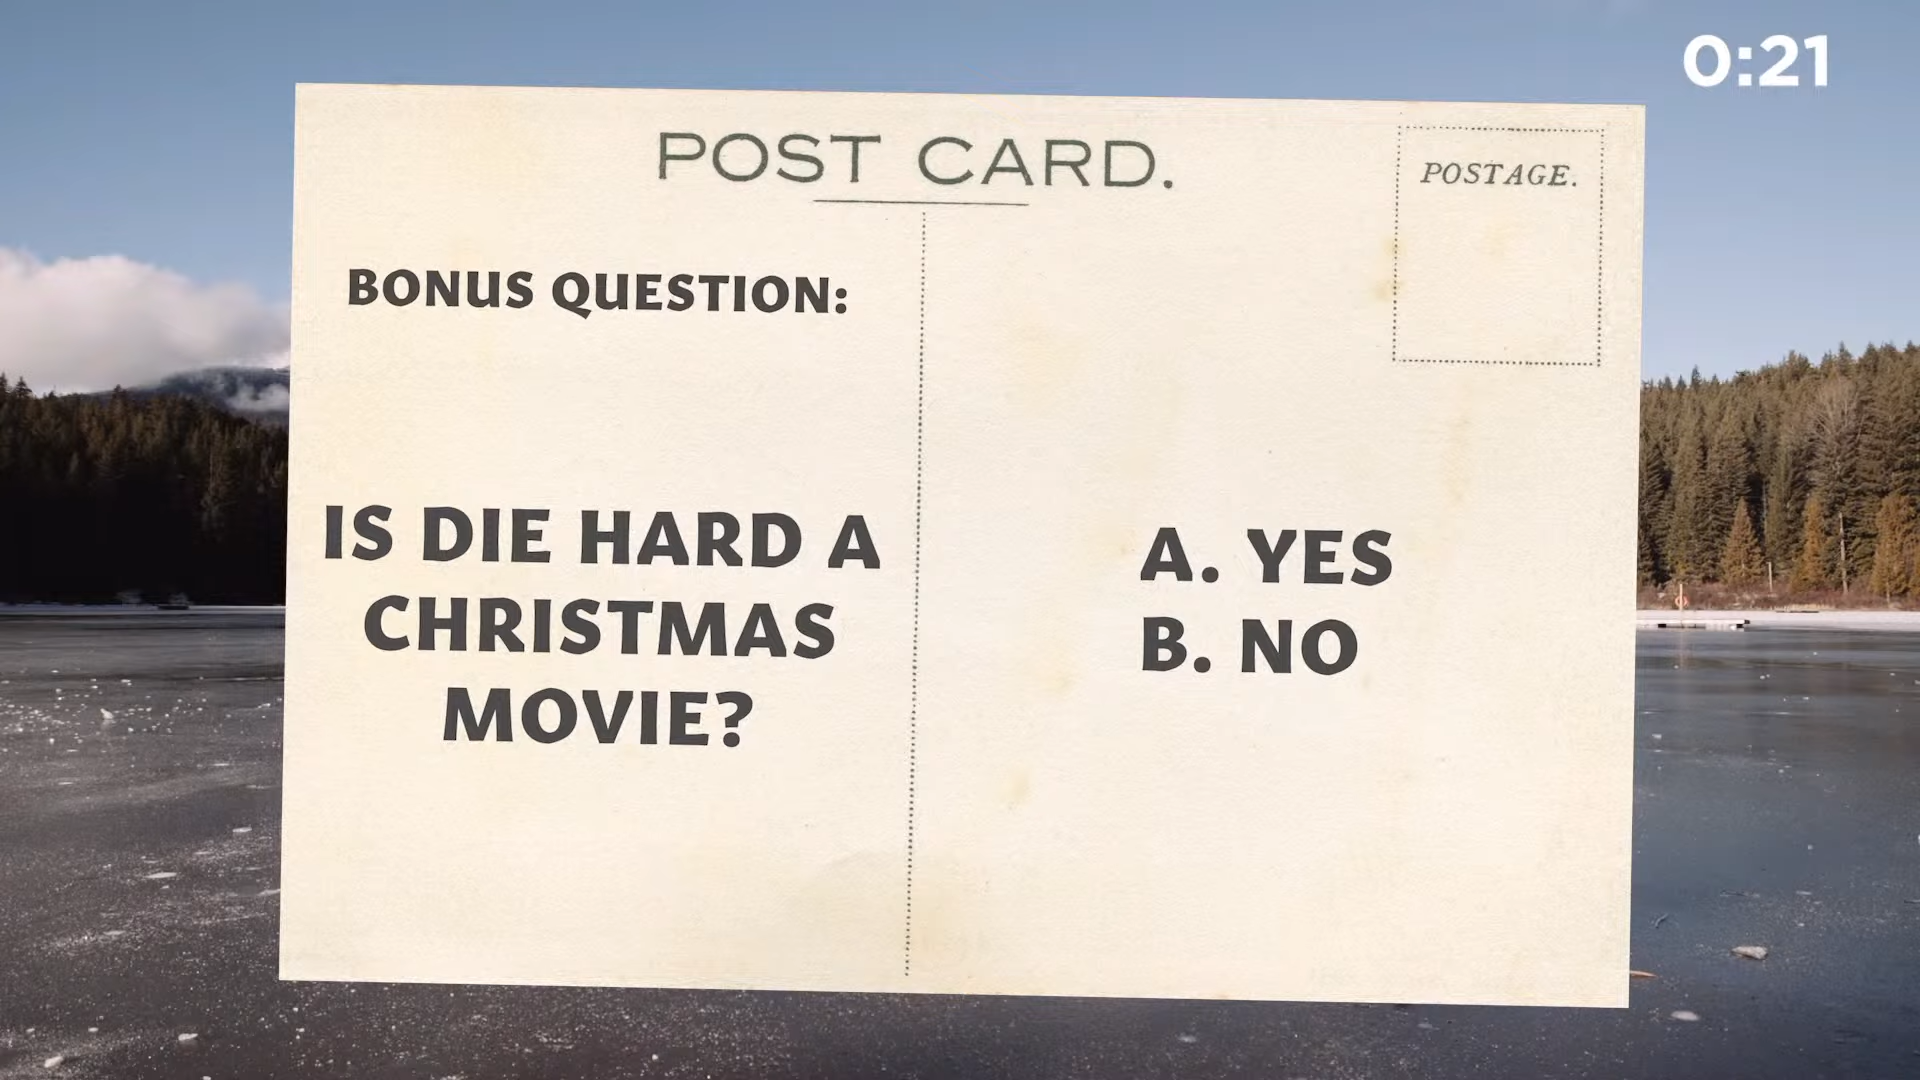 0:21
POST CARD.
POSTAGE.
BONUS QUESTION:
IS DIE HARD A
CHRISTMAS
MOVIE?
A. YES
B. NO